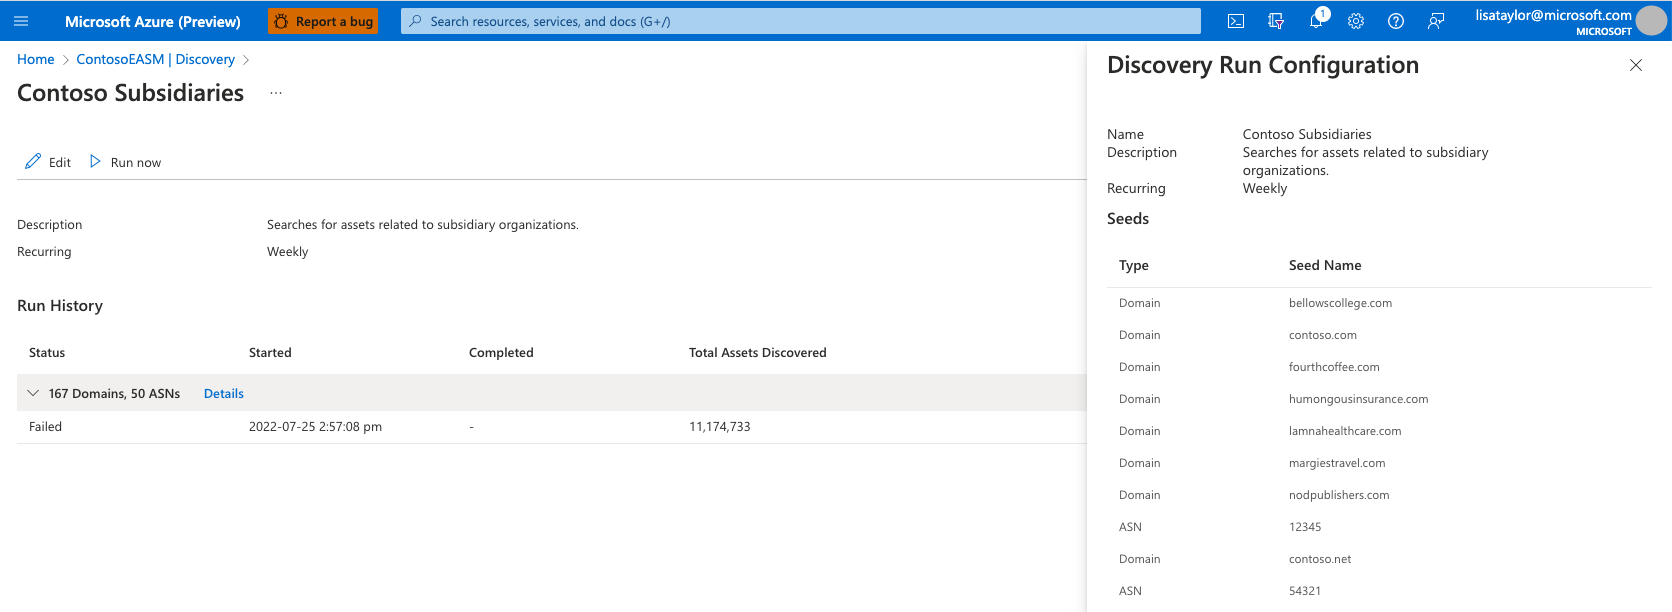 Microsoft Azure (Preview)
Report a bug
Search resources, services, and docs (G+/)
1
lisataylor@microsoft.com
MICROSOFT
Home > ContosoEASM | Discovery >
Contoso Subsidiaries ...
Edit
Run now
Description Searches for assets related to subsidiary organizations.
Recurring Weekly
Run History
Status Started Completed Total Assets Discovered
167 Domains, 50 ASNs Details
Failed 2022-07-25 2:57:08 pm - 11,174,733
Discovery Run Configuration
Name Contoso Subsidiaries
Description Searches for assets related to subsidiary
organizations.
Recurring Weekly
Seeds
Type Seed Name
Domain bellowscollege.com
Domain contoso.com
Domain fourthcoffee.com
Domain humongousinsurance.com
Domain lamnahealthcare.com
Domain margiestravel.com
Domain nodpublishers.com
ASN 12345
Domain contoso.net
ASN 54321